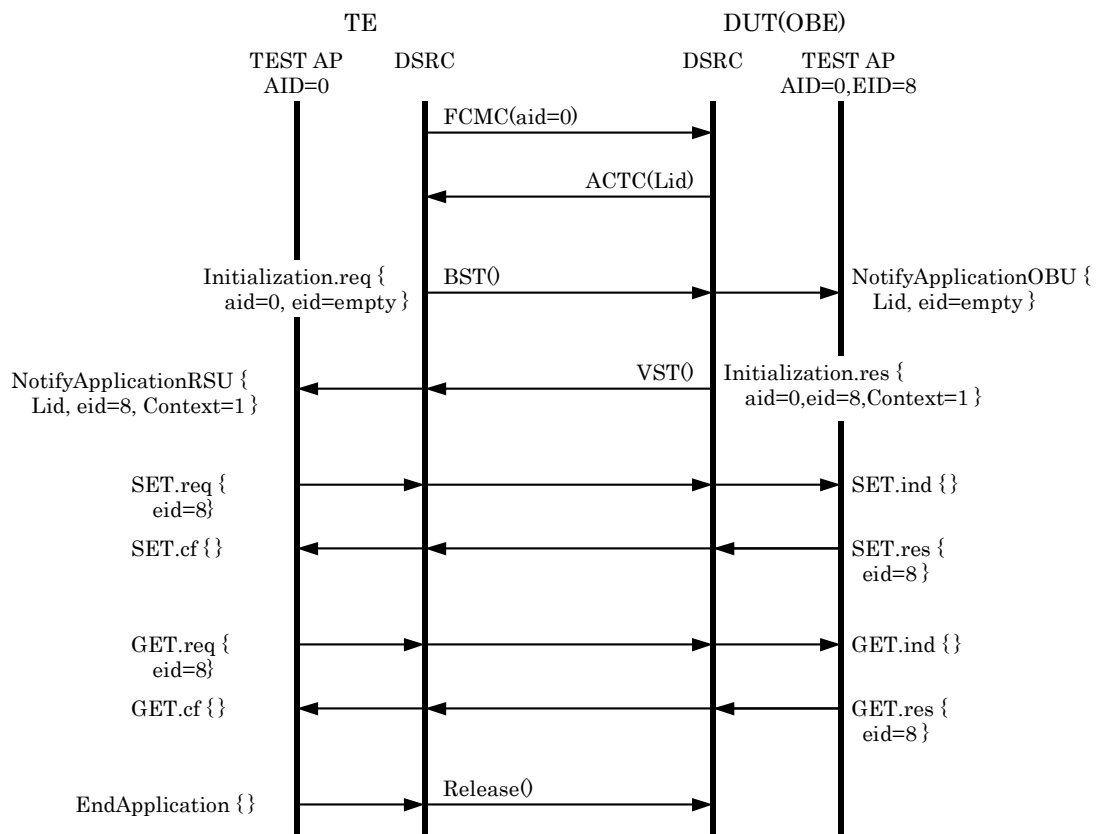 TE DUT(OBE)
TEST AP DSRC DSRC TEST AP
AID=0 AID=0,EID=8
FCMC(aid=0)
ACTC(Lid)
Initialization.req { BST() NotifyApplicationOBU {
aid=0, eid=empty } Lid, eid=empty }
NotifyApplicationRSU { VST() Initialization.res {
Lid, eid=8, Context=1 } aid=0,eid=8,Context=1 }
SET.req { SET.ind {}
eid=8}
SET.cf {} SET.res {
eid=8 }
GET.req { GET.ind {}
eid=8}
GET.cf {} GET.res {
eid=8 }
EndApplication {} Release()